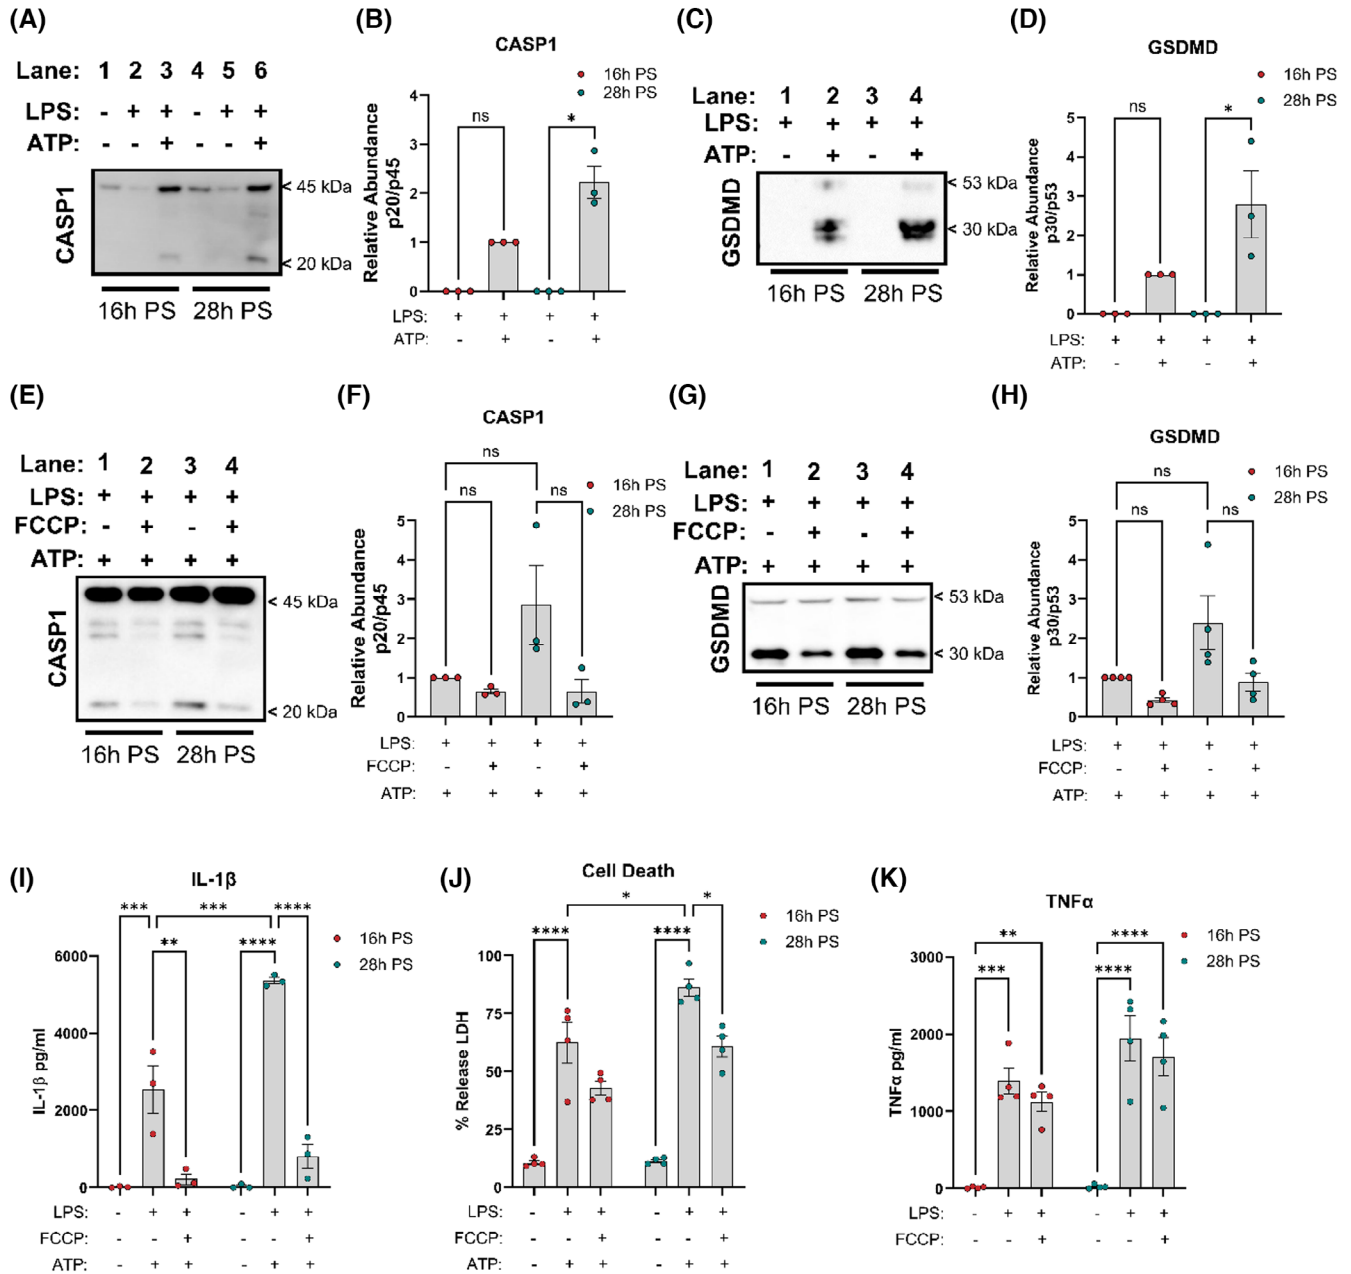 (A)
Lane: 1 2 3 4 5 6
LPS: - + + - + +
ATP: - - + - - +
CASP1
< 45 kDa
< 20 kDa
16h PS 28h PS
(B)
CASP1
16h PS
28h PS
Relative Abundance
p20/p45
4
3
2
1
0
ns
*
LPS: + + + +
ATP: - + - +
(C)
Lane: 1 2 3 4
LPS: + + + +
ATP: - + - +
GSDMD
< 53 kDa
< 30 kDa
16h PS 28h PS
(D)
GSDMD
16h PS
28h PS
Relative Abundance
p30/p53
5
4
3
2
1
0
ns
*
LPS: + + + +
ATP: - + - +
(E)
Lane: 1 2 3 4
LPS: + + + +
FCCP: - + - +
ATP: + + + +
CASP1
< 45 kDa
< 20 kDa
16h PS 28h PS
(F)
CASP1
16h PS
28h PS
Relative Abundance
p20/p45
5
4
3
2
1
0
ns
ns
ns
LPS: + + + +
FCCP: - + - +
ATP: + + + +
(G)
Lane: 1 2 3 4
LPS: + + + +
FCCP: - + - +
ATP: + + + +
GSDMD
< 53 kDa
< 30 kDa
16h PS 28h PS
(H)
GSDMD
16h PS
28h PS
Relative Abundance
p30/p53
5
4
3
2
1
0
ns
ns
ns
LPS: + + + +
FCCP: - + - +
ATP: + + + +
(I)
IL-1β
16h PS
28h PS
IL-1β pg/ml
6000
4000
2000
0
*** *** ****
** ****
LPS: - + + - + +
FCCP: - - + - - +
ATP: - + + - + +
(J)
Cell Death
16h PS
28h PS
% Release LDH
100
75
50
25
0
* *
**** ****
LPS: - + + - + +
FCCP: - - + - - +
ATP: - + + - + +
(K)
TNFα
16h PS
28h PS
TNFα pg/ml
3000
2000
1000
0
** ****
*** ****
LPS: - + + - + +
FCCP: - - + - - +